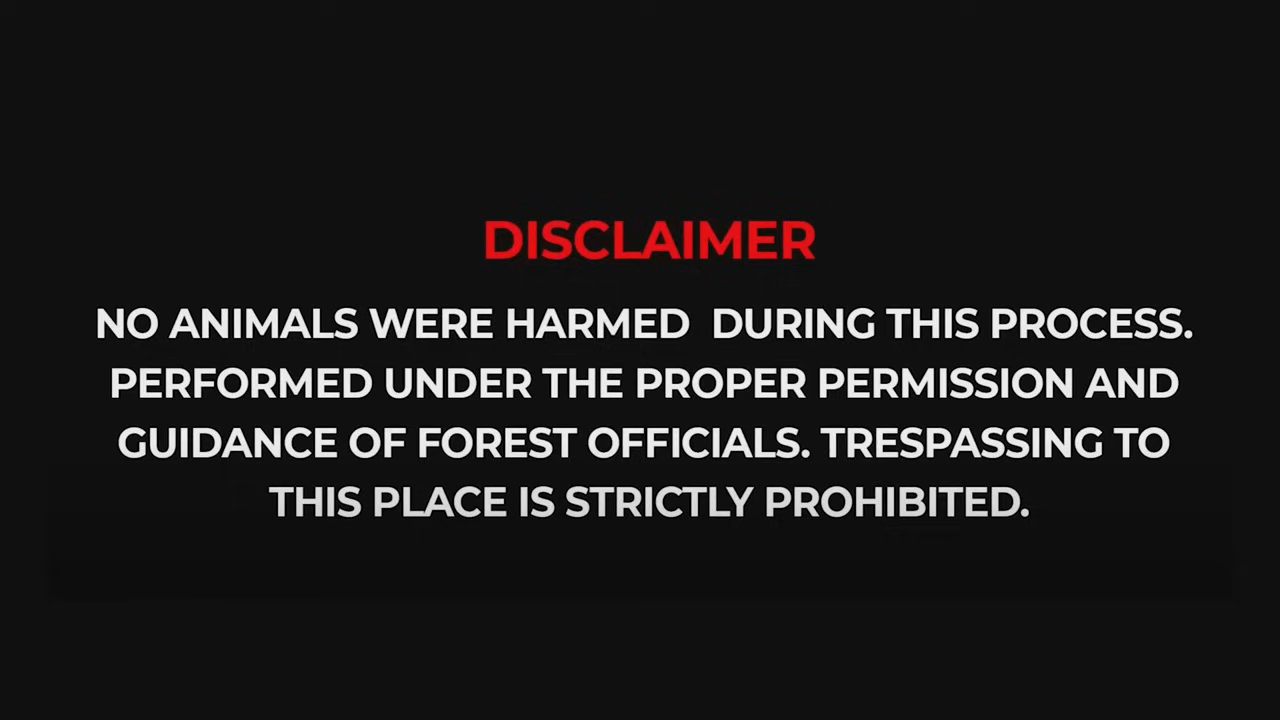 DISCLAIMER
NO ANIMALS WERE HARMED  DURING THIS PROCESS.
PERFORMED UNDER THE PROPER PERMISSION AND
GUIDANCE OF FOREST OFFICIALS. TRESPASSING TO
THIS PLACE IS STRICTLY PROHIBITED.